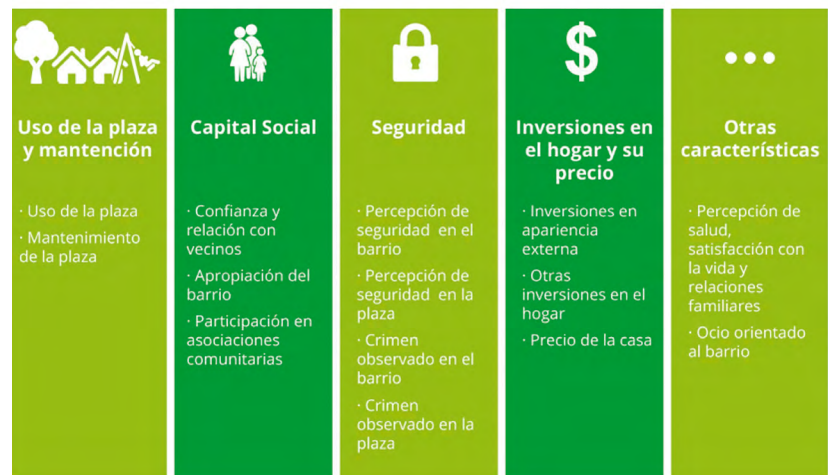 Uso de la plaza
y mantención
· Uso de la plaza
· Mantenimiento
de la plaza
Capital Social
· Confianza y
relación con
vecinos
· Apropiación del
barrio
· Participación en
asociaciones
comunitarias
Seguridad
· Percepción de
seguridad en el
barrio
· Percepción de
seguridad en la
plaza
· Crimen
observado en el
barrio
· Crimen
observado en la
plaza
$
Inversiones en
el hogar y su
precio
· Inversiones en
apariencia
externa
· Otras
inversiones en el
hogar
· Precio de la casa
Otras
características
· Percepción de
salud,
satisfacción con
la vida y
relaciones
familiares
· Ocio orientado
al barrio